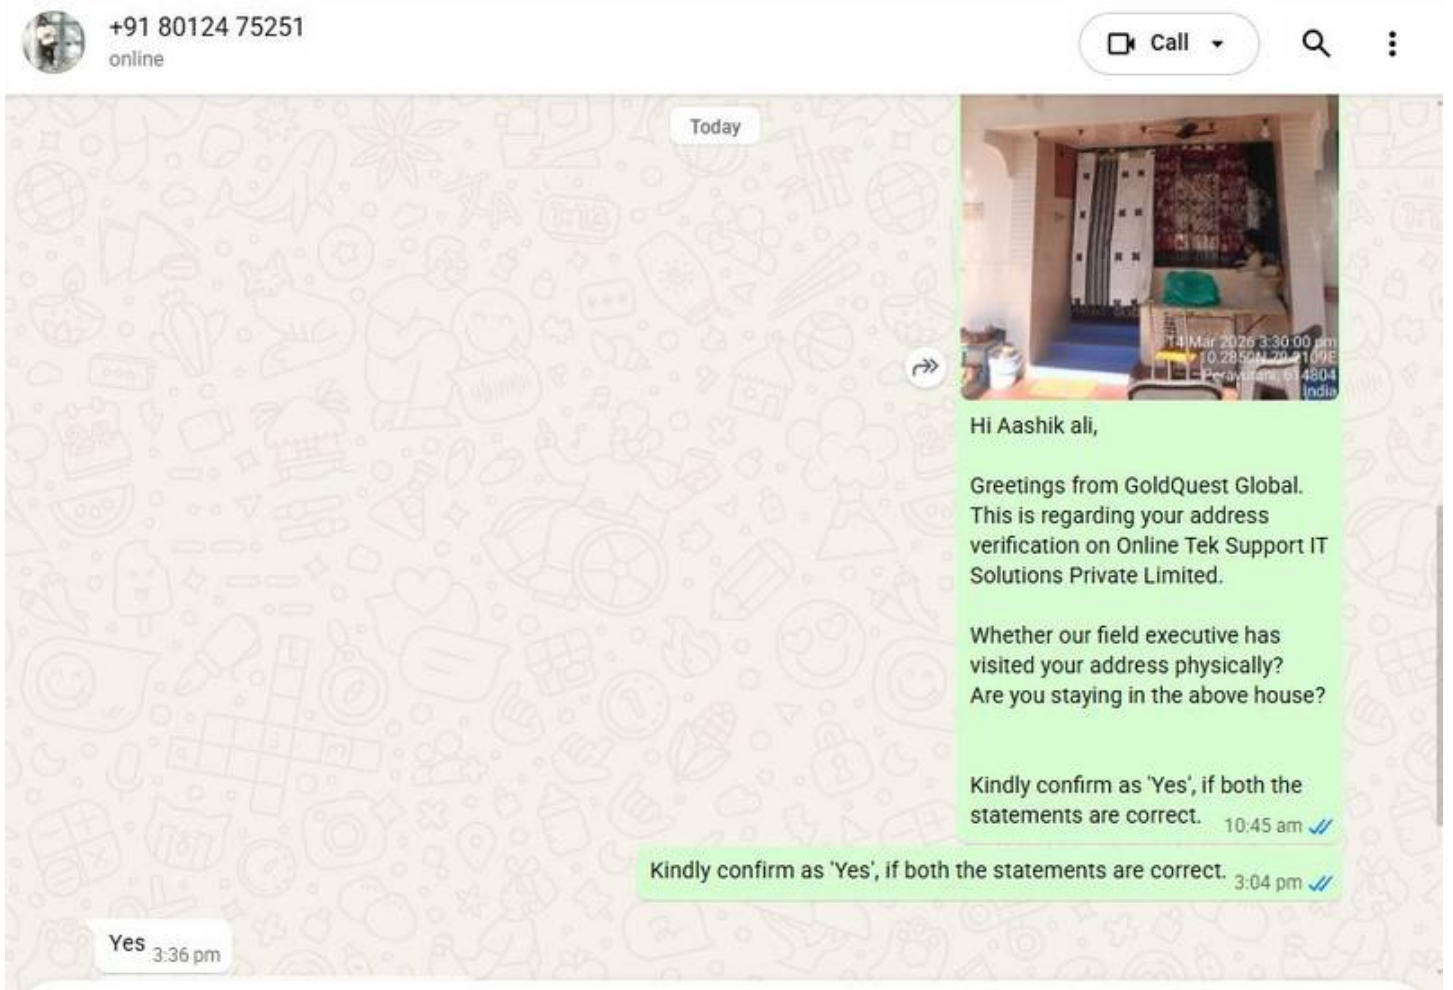 +91 80124 75251
online
Call
Today
14 Mar 2026 3:30:00 pm
Peravurani, 614804
India
Hi Aashik ali,
Greetings from GoldQuest Global.
This is regarding your address
verification on Online Tek Support IT
Solutions Private Limited.
Whether our field executive has
visited your address physically?
Are you staying in the above house?
Kindly confirm as 'Yes', if both the
statements are correct.
10:45 am
Kindly confirm as 'Yes', if both the statements are correct.
3:04 pm
Yes
3:36 pm